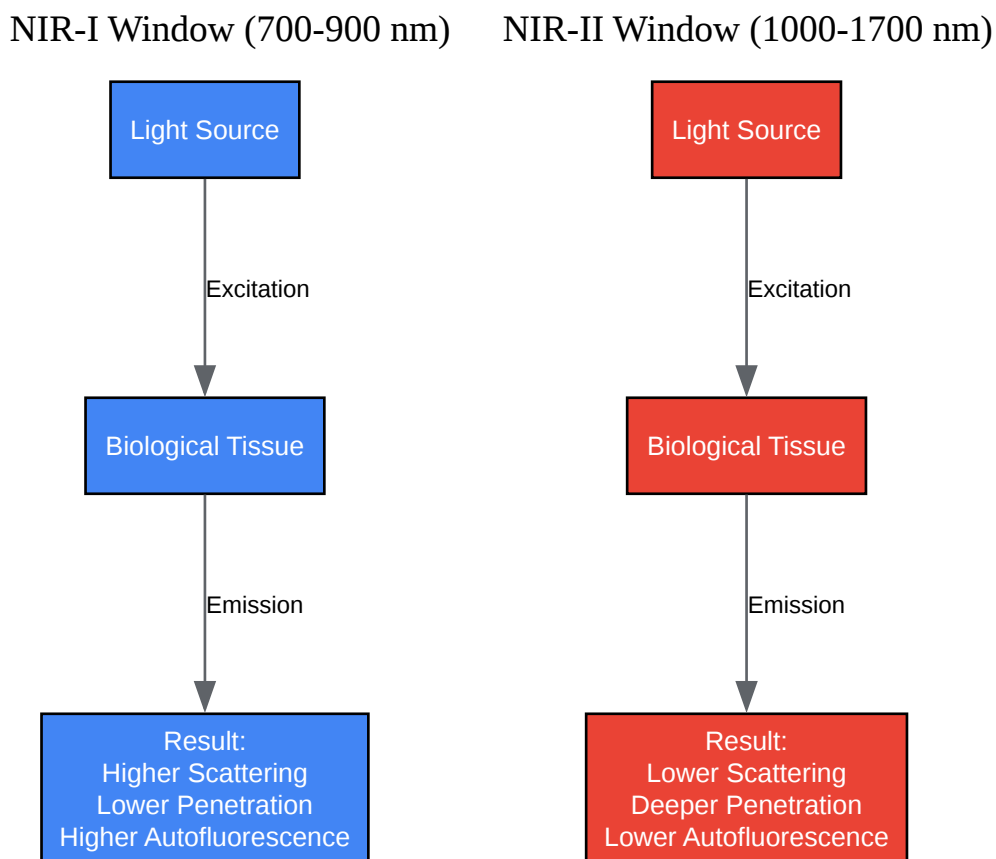 NIR-I Window (700-900 nm)
Light Source
Excitation
Biological Tissue
Emission
Result:
Higher Scattering
Lower Penetration
Higher Autofluorescence
NIR-II Window (1000-1700 nm)
Light Source
Excitation
Biological Tissue
Emission
Result:
Lower Scattering
Deeper Penetration
Lower Autofluorescence